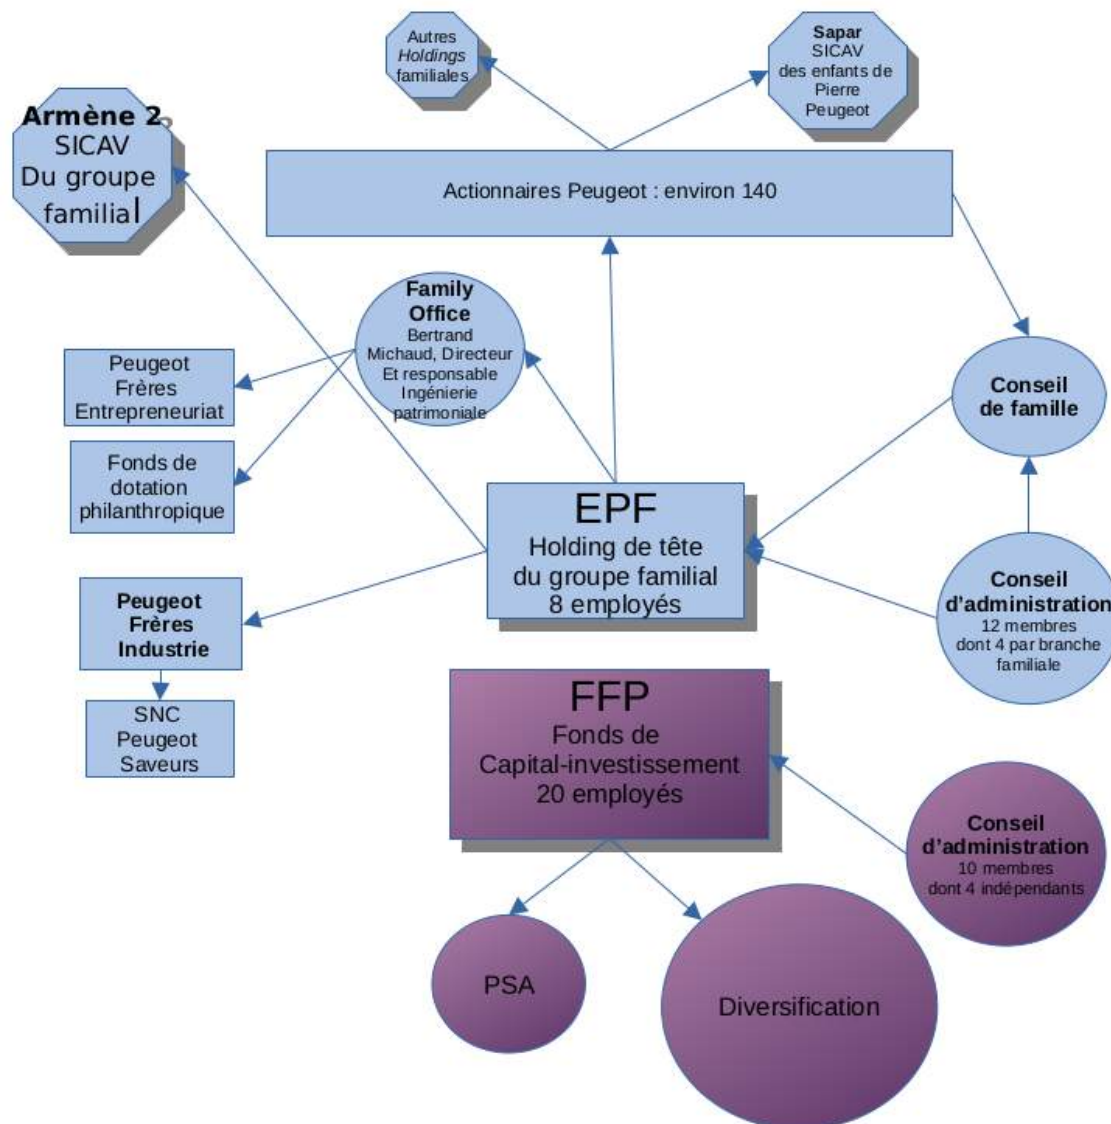 Autres
Holdings
familiales
Sapar
SICAV
des enfants de
Pierre
Peugeot
Armène 2
SICAV
Du groupe
familial
Actionnaires Peugeot : environ 140
Family
Office
Bertrand
Michaud, Directeur
Et responsable
Ingénierie
patrimoniale
Peugeot
Frères
Entrepreneuriat
Conseil
de famille
Fonds de
dotation
philanthropique
EPF
Holding de tête
du groupe familial
8 employés
Conseil
d'administration
12 membres
dont 4 par branche
familiale
Peugeot
Frères
Industrie
SNC
Peugeot
Saveurs
FFP
Fonds de
Capital-investissement
20 employés
Conseil
d'administration
10 membres
dont 4 indépendants
PSA
Diversification